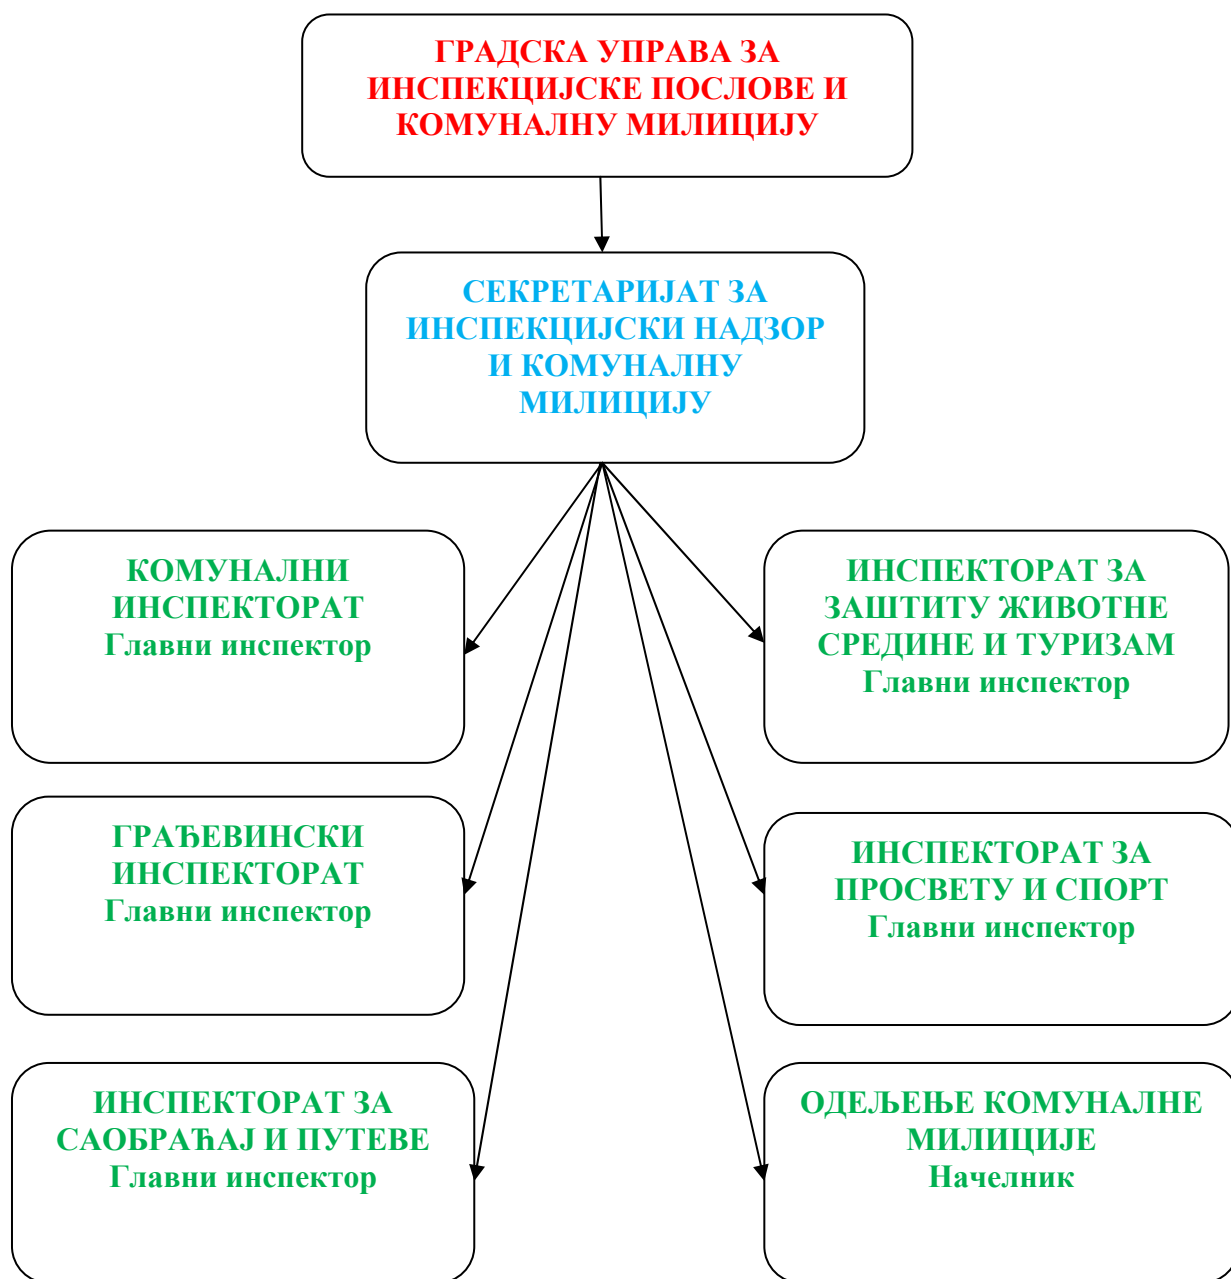 ГРАДСКА УПРАВА ЗА
ИНСПЕКЦИЈСКЕ ПОСЛОВЕ И
КОМУНАЛНУ МИЛИЦИЈУ
СЕКРЕТАРИЈАТ ЗА
ИНСПЕКЦИЈСКИ НАДЗОР
И КОМУНАЛНУ
МИЛИЦИЈУ
КОМУНАЛНИ
ИНСПЕКТОРАТ
Главни инспектор
ИНСПЕКТОРАТ ЗА
ЗАШТИТУ ЖИВОТНЕ
СРЕДИНЕ И ТУРИЗАМ
Главни инспектор
ГРАЂЕВИНСКИ
ИНСПЕКТОРАТ
Главни инспектор
ИНСПЕКТОРАТ ЗА
ПРОСВЕТУ И СПОРТ
Главни инспектор
ИНСПЕКТОРАТ ЗА
САОБРАЋАЈ И ПУТЕВЕ
Главни инспектор
ОДЕЉЕЊЕ КОМУНАЛНЕ
МИЛИЦИЈЕ
Начелник